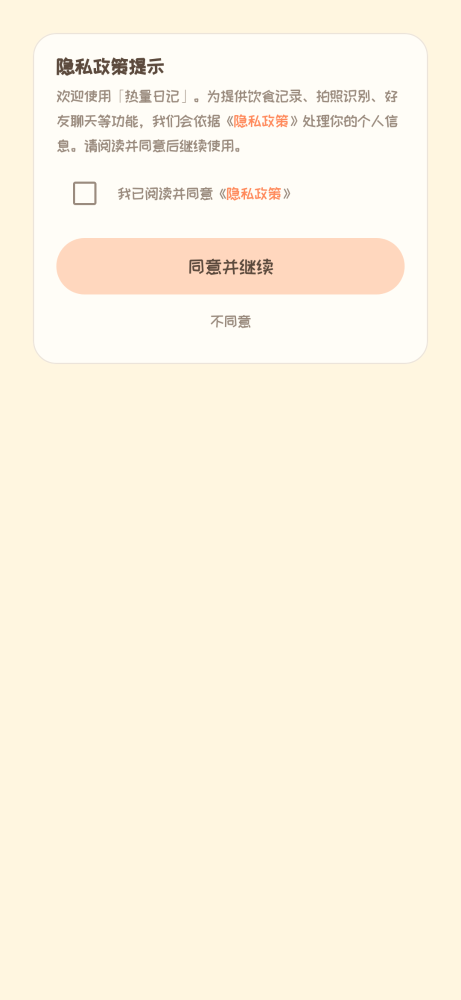 隐私政策提示
欢迎使用「热量日记」。为提供饮食记录、拍照识别、好
友聊天等功能，我们会依据《隐私政策》处理你的个人信
息。请阅读并同意后继续使用。
我已阅读并同意《隐私政策》
同意并继续
不同意